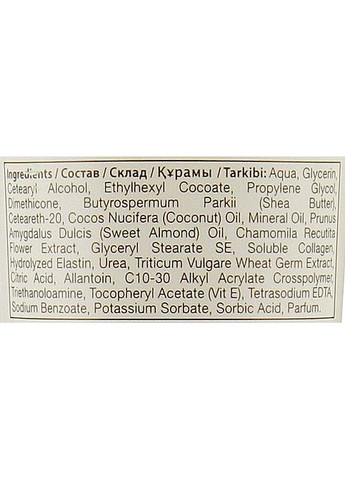 Ingredients / Состав / Склад / Құрамы / Tarkibi: Aqua, Glycerin,
Cetearyl Alcohol, Ethylhexyl Cocoate, Propylene Glycol,
Dimethicone, Butyrospermum Parkii (Shea Butter),
Ceteareth-20, Cocos Nucifera (Coconut) Oil, Mineral Oil, Prunus
Amygdalus Dulcis (Sweet Almond) Oil, Chamomila Recutita
Flower Extract, Glyceryl Stearate SE, Soluble Collagen,
Hydrolyzed Elastin, Urea, Triticum Vulgare Wheat Germ Extract,
Citric Acid, Allantoin, C10-30 Alkyl Acrylate Crosspolymer,
Triethanoloamine, Tocopheryl Acetate (Vit E), Tetrasodium EDTA,
Sodium Benzoate, Potassium Sorbate, Sorbic Acid, Parfum.